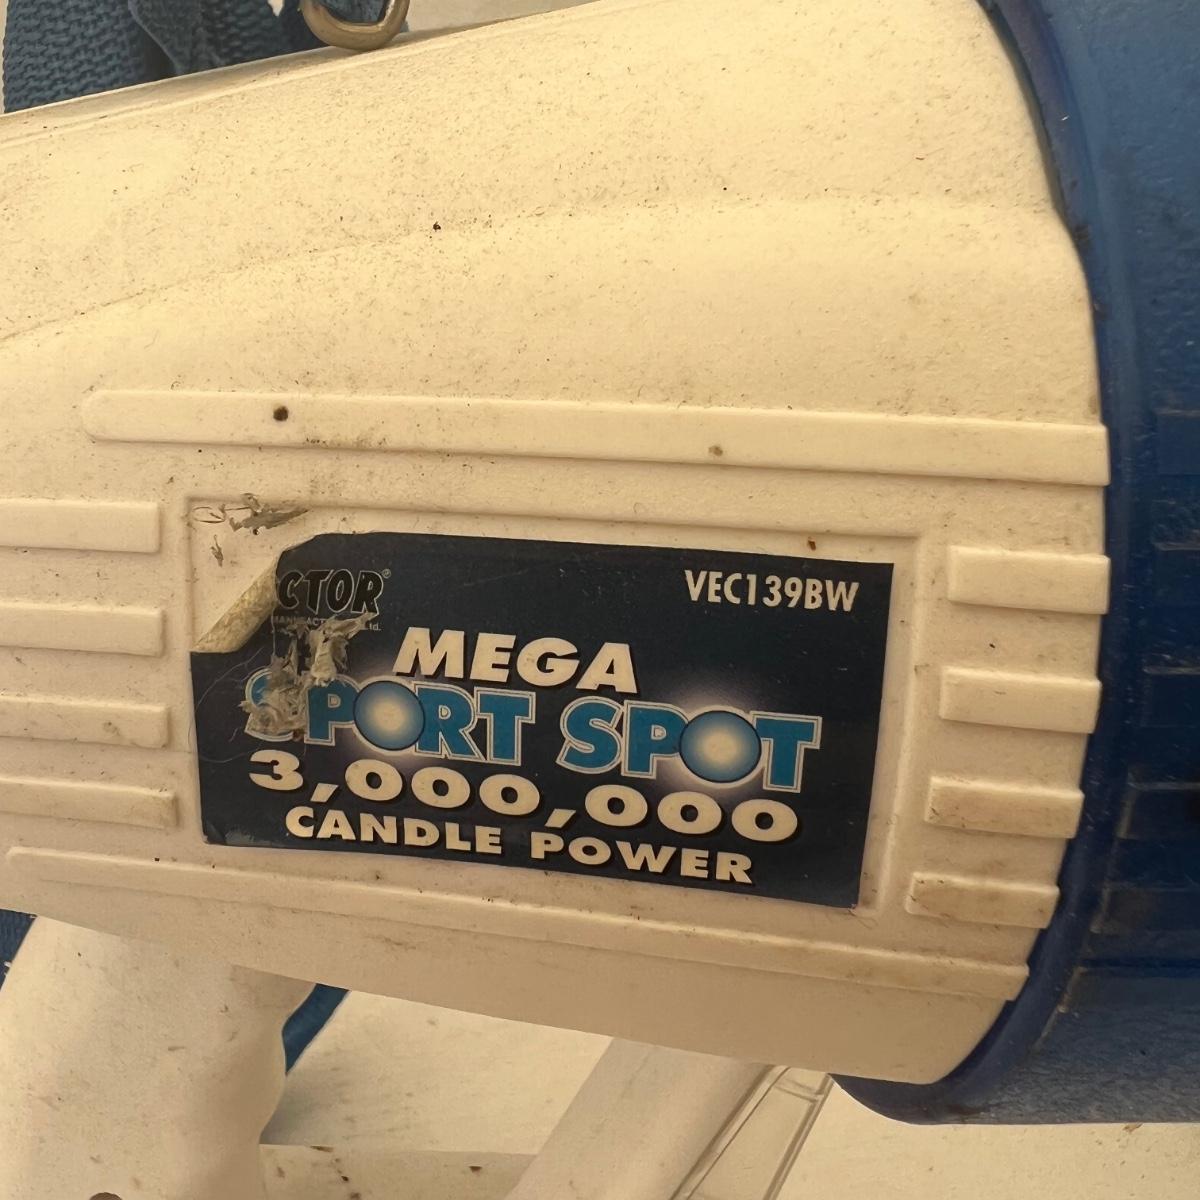 CTOR®
VEC139BW
MEGA
SPORT SPOT
3,000,000
CANDLE POWER